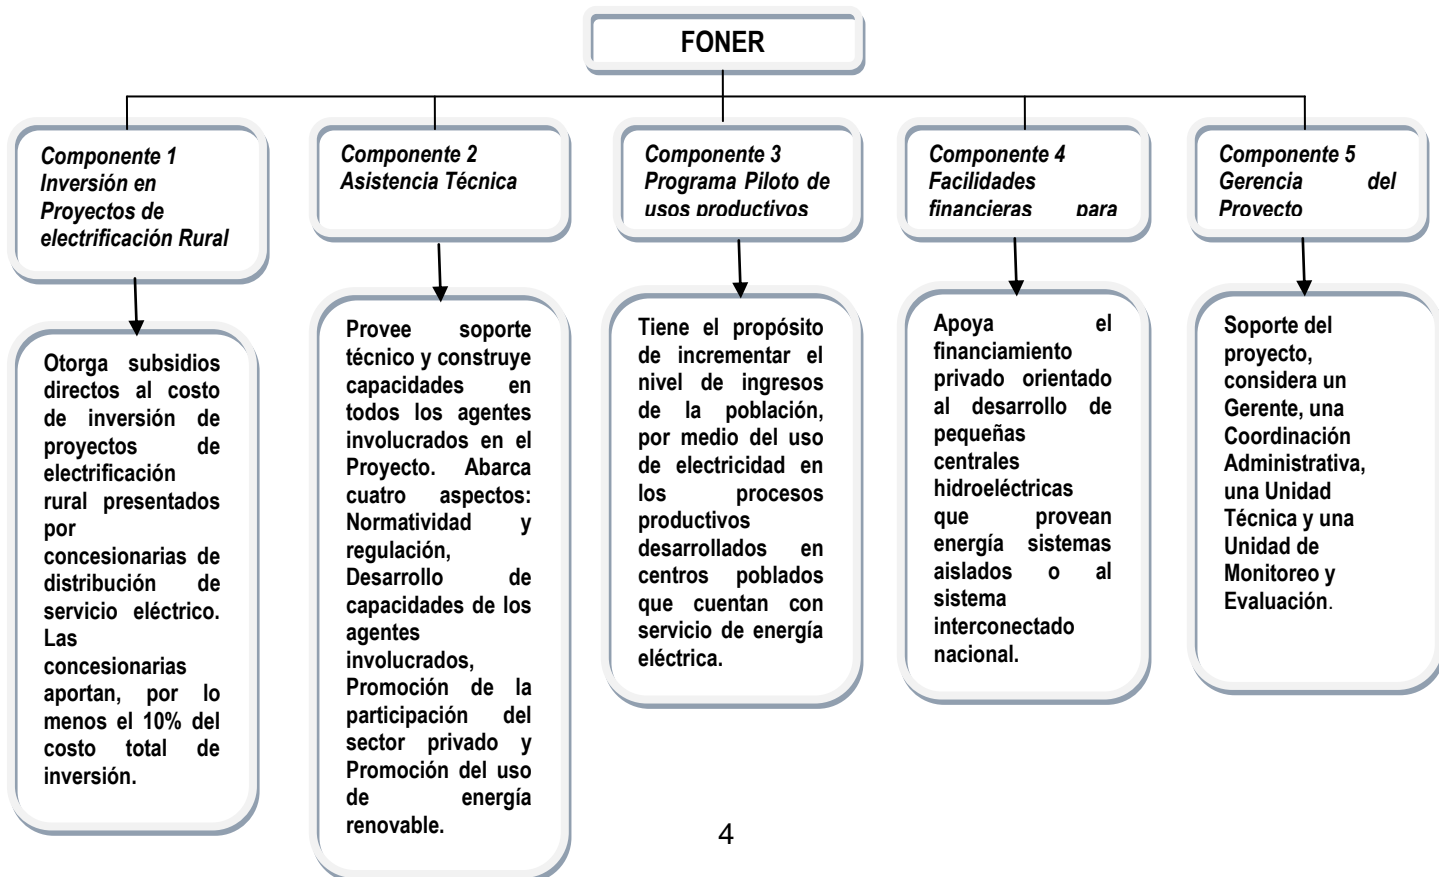 FONER
Componente 1
Inversión en
Proyectos de
electrificación Rural
Componente 2
Asistencia Técnica
Componente 3
Programa Piloto de
usos productivos
Componente 4
Facilidades
financieras para
Componente 5
Gerencia del
Proyecto
Otorga subsidios
directos al costo
de inversión de
proyectos de
electrificación
rural presentados
por
concesionarias de
distribución de
servicio eléctrico.
Las
concesionarias
aportan, por lo
menos el 10% del
costo total de
inversión.
Provee soporte
técnico y construye
capacidades en
todos los agentes
involucrados en el
Proyecto. Abarca
cuatro aspectos:
Normatividad y
regulación,
Desarrollo de
capacidades de los
agentes
involucrados,
Promoción de la
participación del
sector privado y
Promoción del uso
de energía
renovable.
Tiene el propósito
de incrementar el
nivel de ingresos
de la población,
por medio del uso
de electricidad en
los procesos
productivos
desarrollados en
centros poblados
que cuentan con
servicio de energía
eléctrica.
Apoya el
financiamiento
privado orientado
al desarrollo de
pequeñas
centrales
hidroeléctricas
que provean
energía sistemas
aislados o al
sistema
interconectado
nacional.
Soporte del
proyecto,
considera un
Gerente, una
Coordinación
Administrativa,
una Unidad
Técnica y una
Unidad de
Monitoreo y
Evaluación.
4